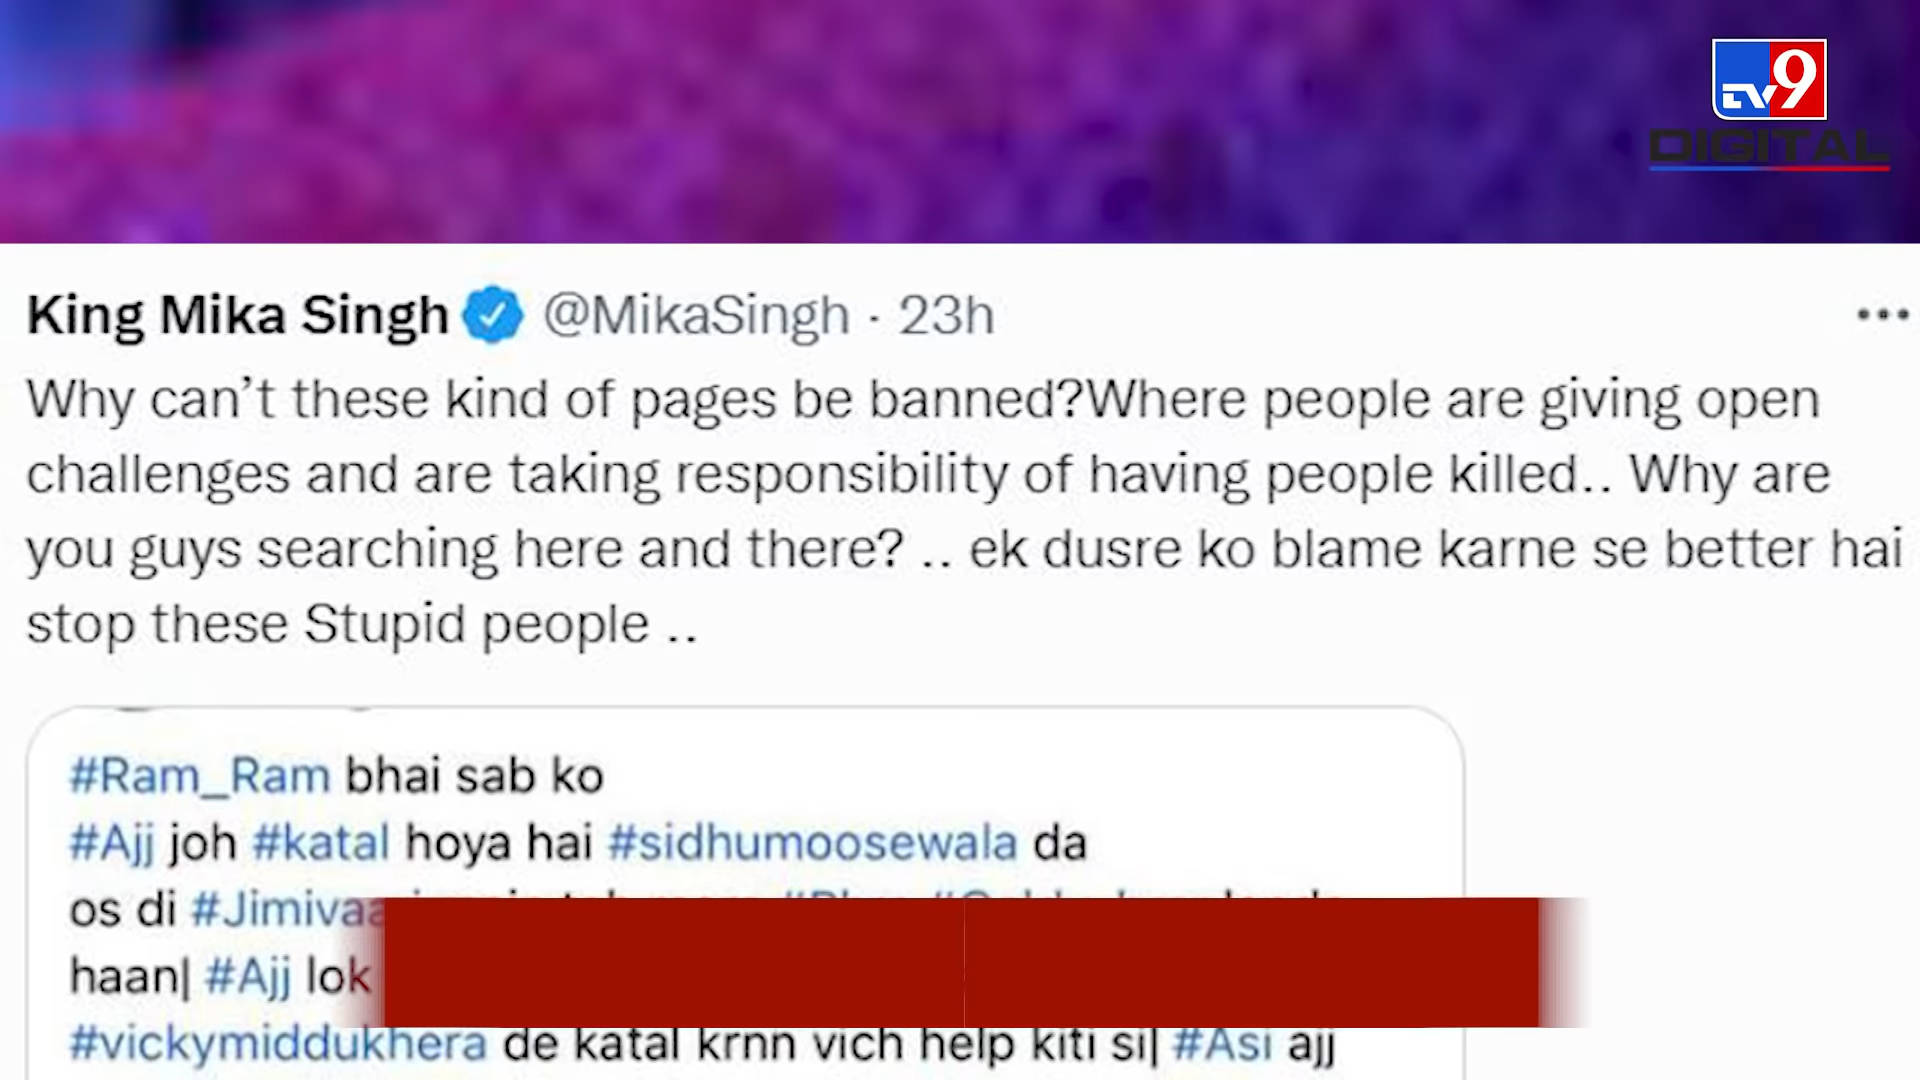 TV9
DIGITAL
King Mika Singh @MikaSingh · 23h
Why can’t these kind of pages be banned?Where people are giving open
challenges and are taking responsibility of having people killed.. Why are
you guys searching here and there? .. ek dusre ko blame karne se better hai
stop these Stupid people ..
#Ram_Ram bhai sab ko
#Ajj joh #katal hoya hai #sidhumoosewala da
os di
haan| #Ajj lok
#vickymiddukhera de katal krnn vich help kiti si| #Asi ajj